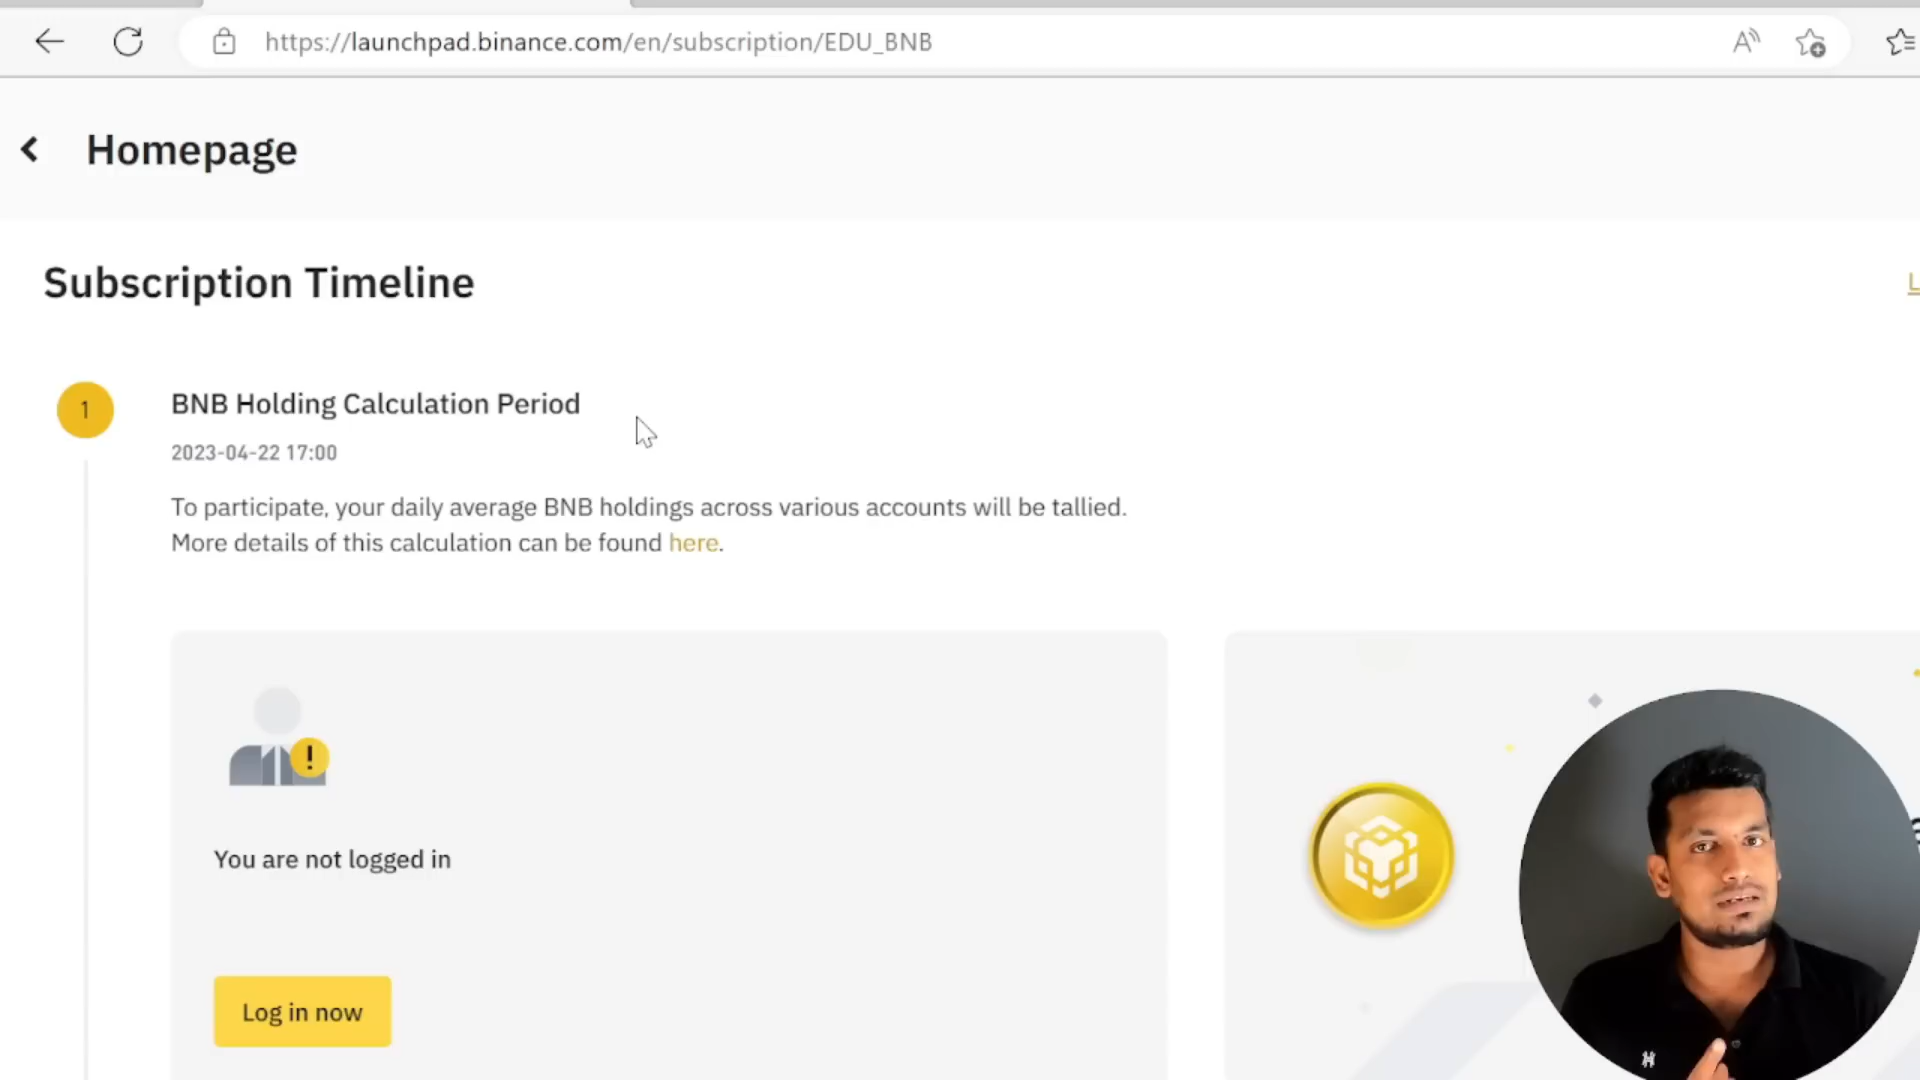 https://launchpad.binance.com/en/subscription/EDU_BNB
Homepage
Subscription Timeline
1
BNB Holding Calculation Period
2023-04-22 17:00
To participate, your daily average BNB holdings across various accounts will be tallied.
More details of this calculation can be found here.
!
You are not logged in
Log in now